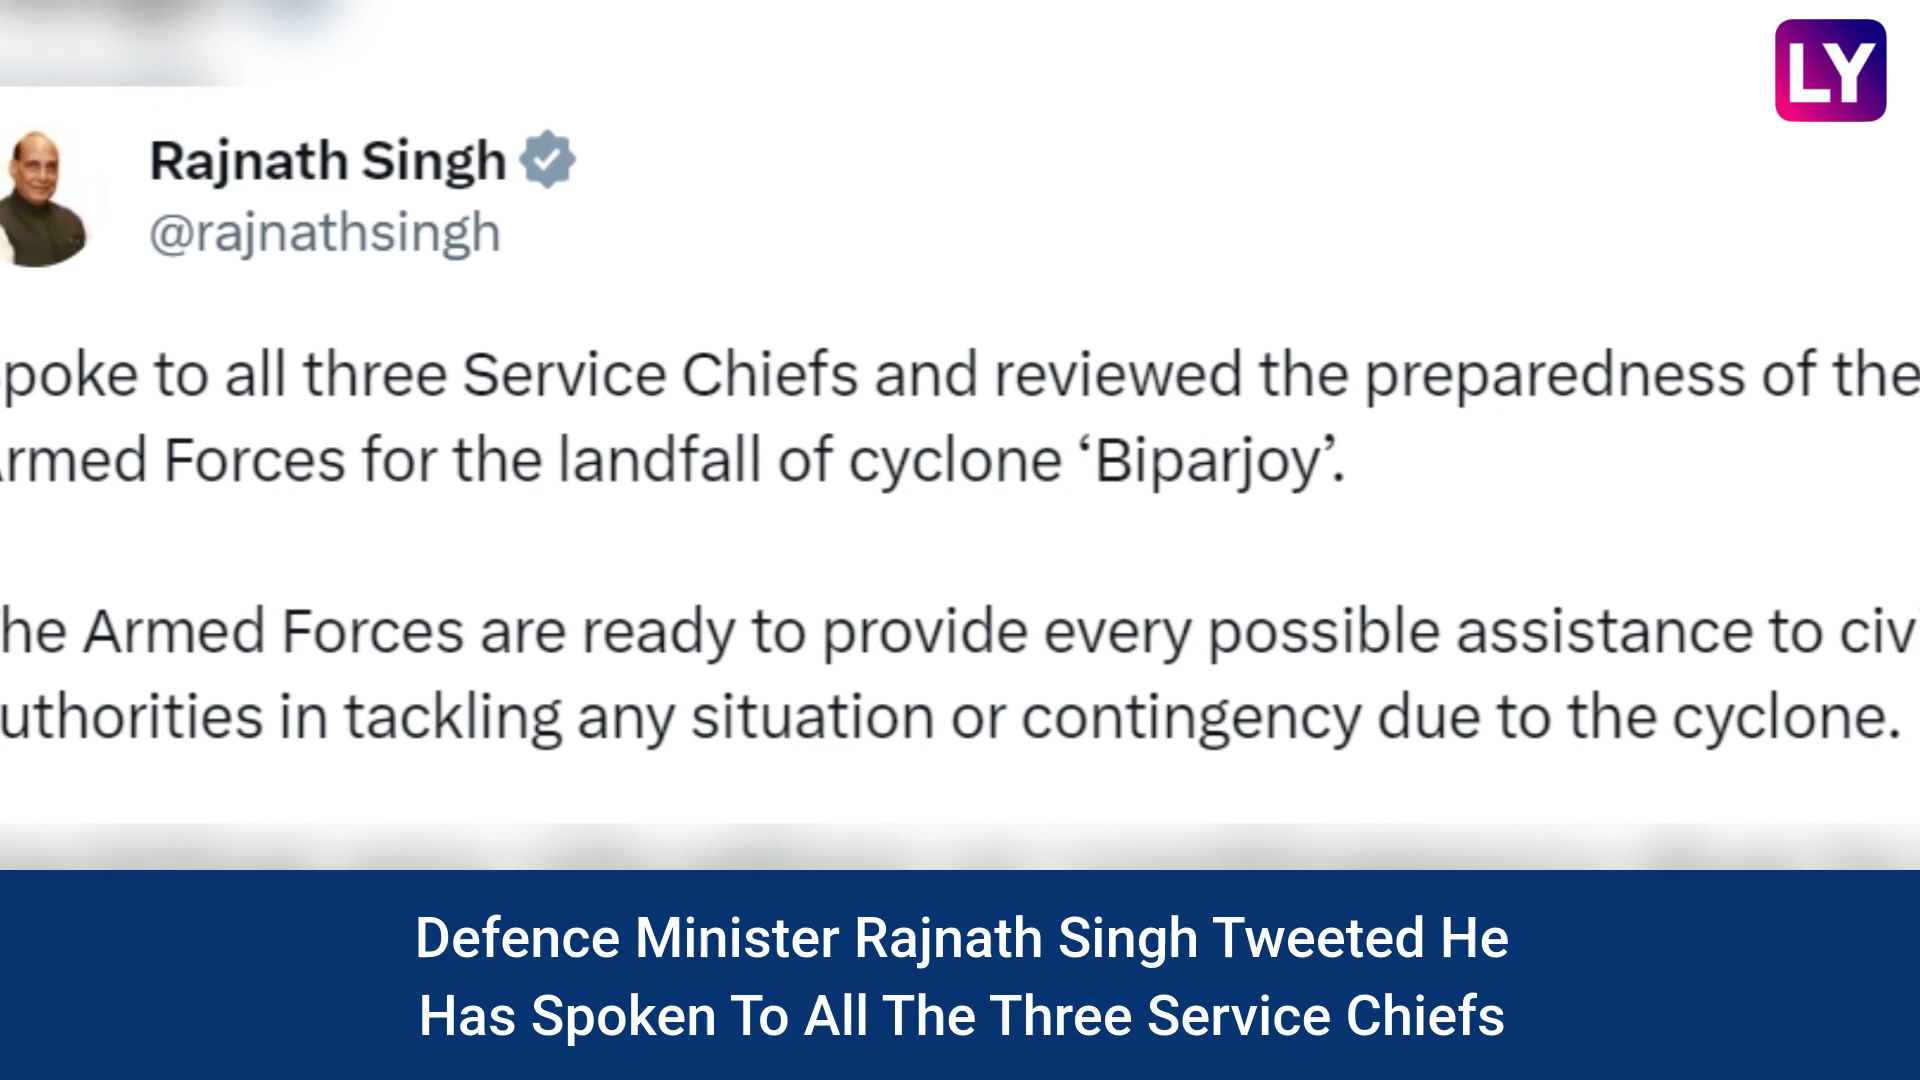 LY
Rajnath Singh
@rajnathsingh
poke to all three Service Chiefs and reviewed the preparedness of the
rmed Forces for the landfall of cyclone ‘Biparjoy’.
he Armed Forces are ready to provide every possible assistance to civ
uthorities in tackling any situation or contingency due to the cyclone.
Defence Minister Rajnath Singh Tweeted He
Has Spoken To All The Three Service Chiefs